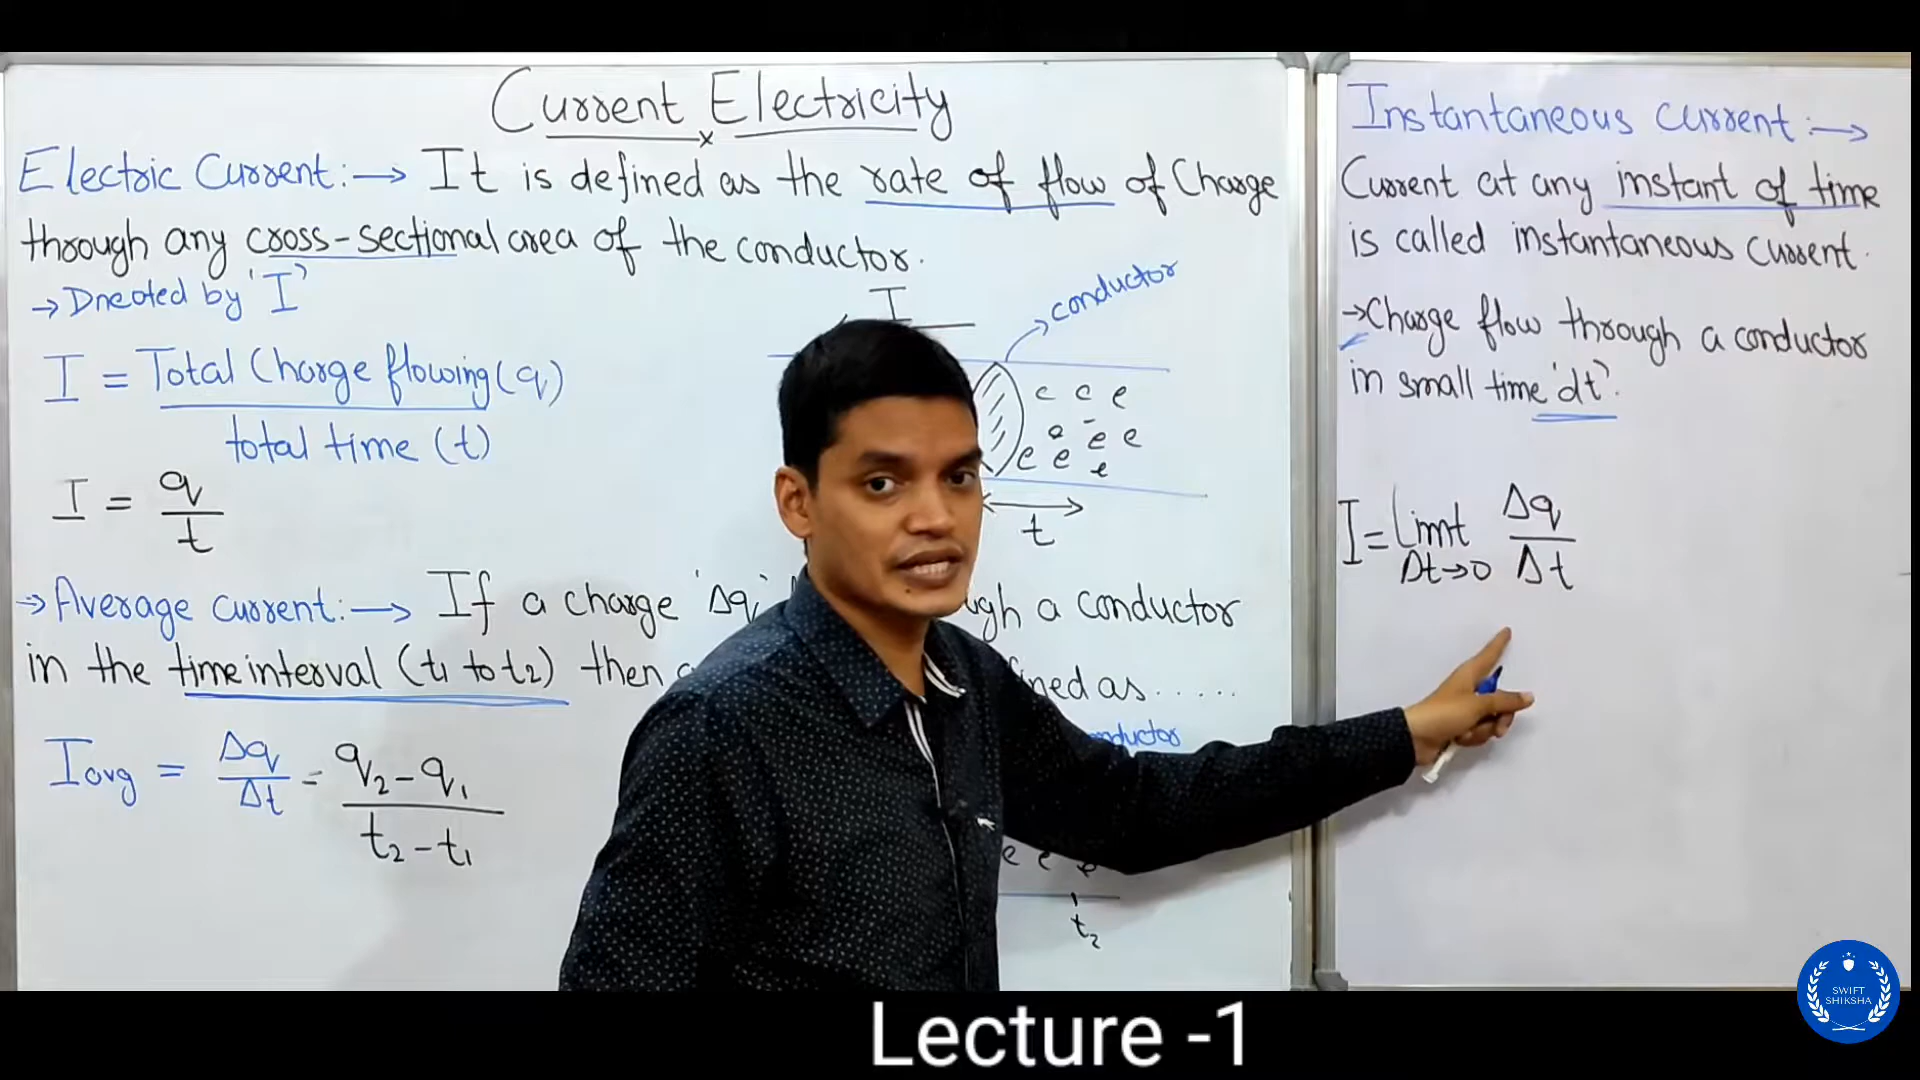 Current Electricity
Electric Current:→ It is defined as the rate of flow of Charge
through any cross-sectional area of the conductor.
→ Dneoted by 'I'
I = Total Charge flowing (q)
total time (t)
I = q
t
I
conductor
e e e
e e e
e e e
t
→ Average current:→ If a charge 'Δq' a conductor
in the time interval (t1 to t2) then as.....
Iavg = Δq = q2 - q1
Δt t2 - t1
e e e
t2
Instantaneous current:→
Current at any instant of time
is called instantaneous current.
→ Charge flow through a conductor
in small time 'dt'.
I = Limt Δq
Δt→0 Δt
SWIFT
SHIKSHA
Lecture -1